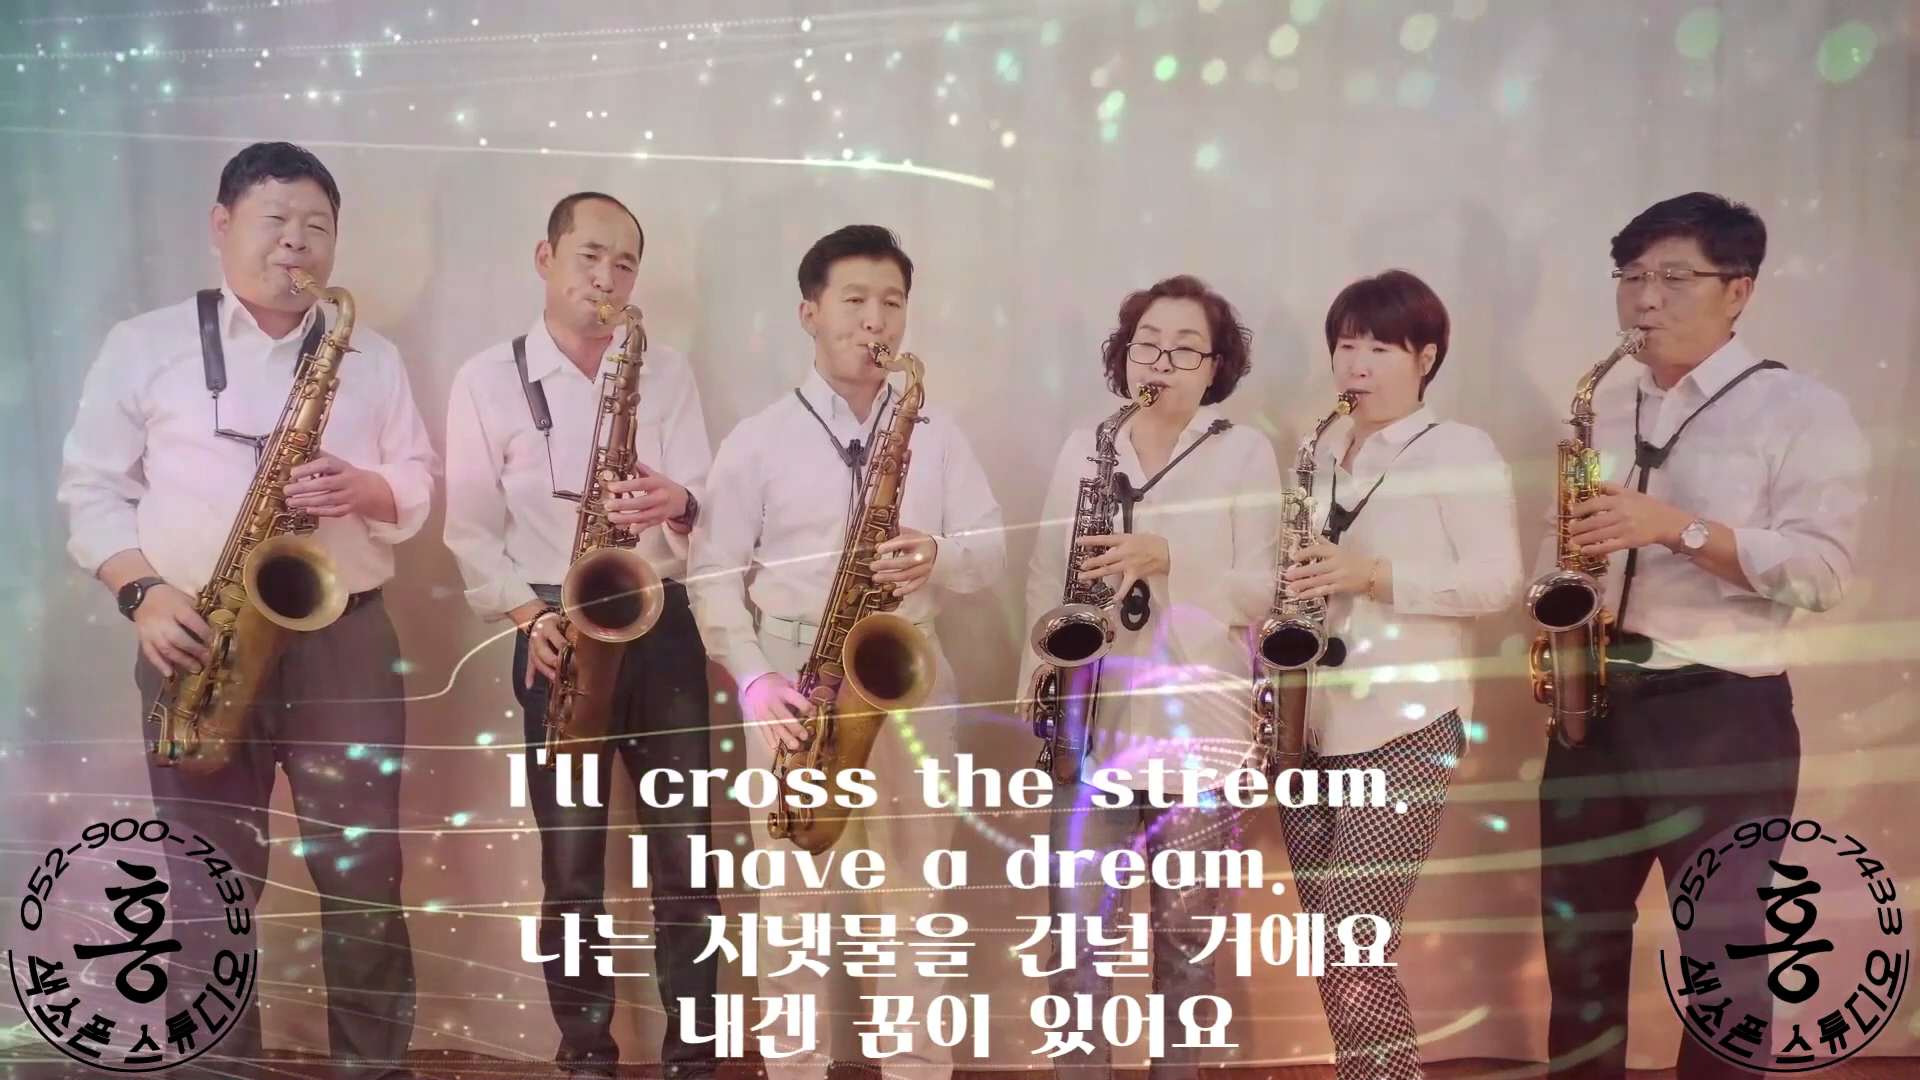 I'll cross the stream.
I have a dream.
나는 시냇물을 건널 거에요
내겐 꿈이 있어요
052-900-7433
홍
색소폰 스튜디오
052-900-7433
홍
색소폰 스튜디오